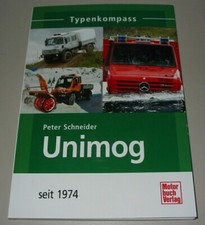 Typenkompass
Peter Schneider
Unimog
seit 1974
Motor
buch
Verlag